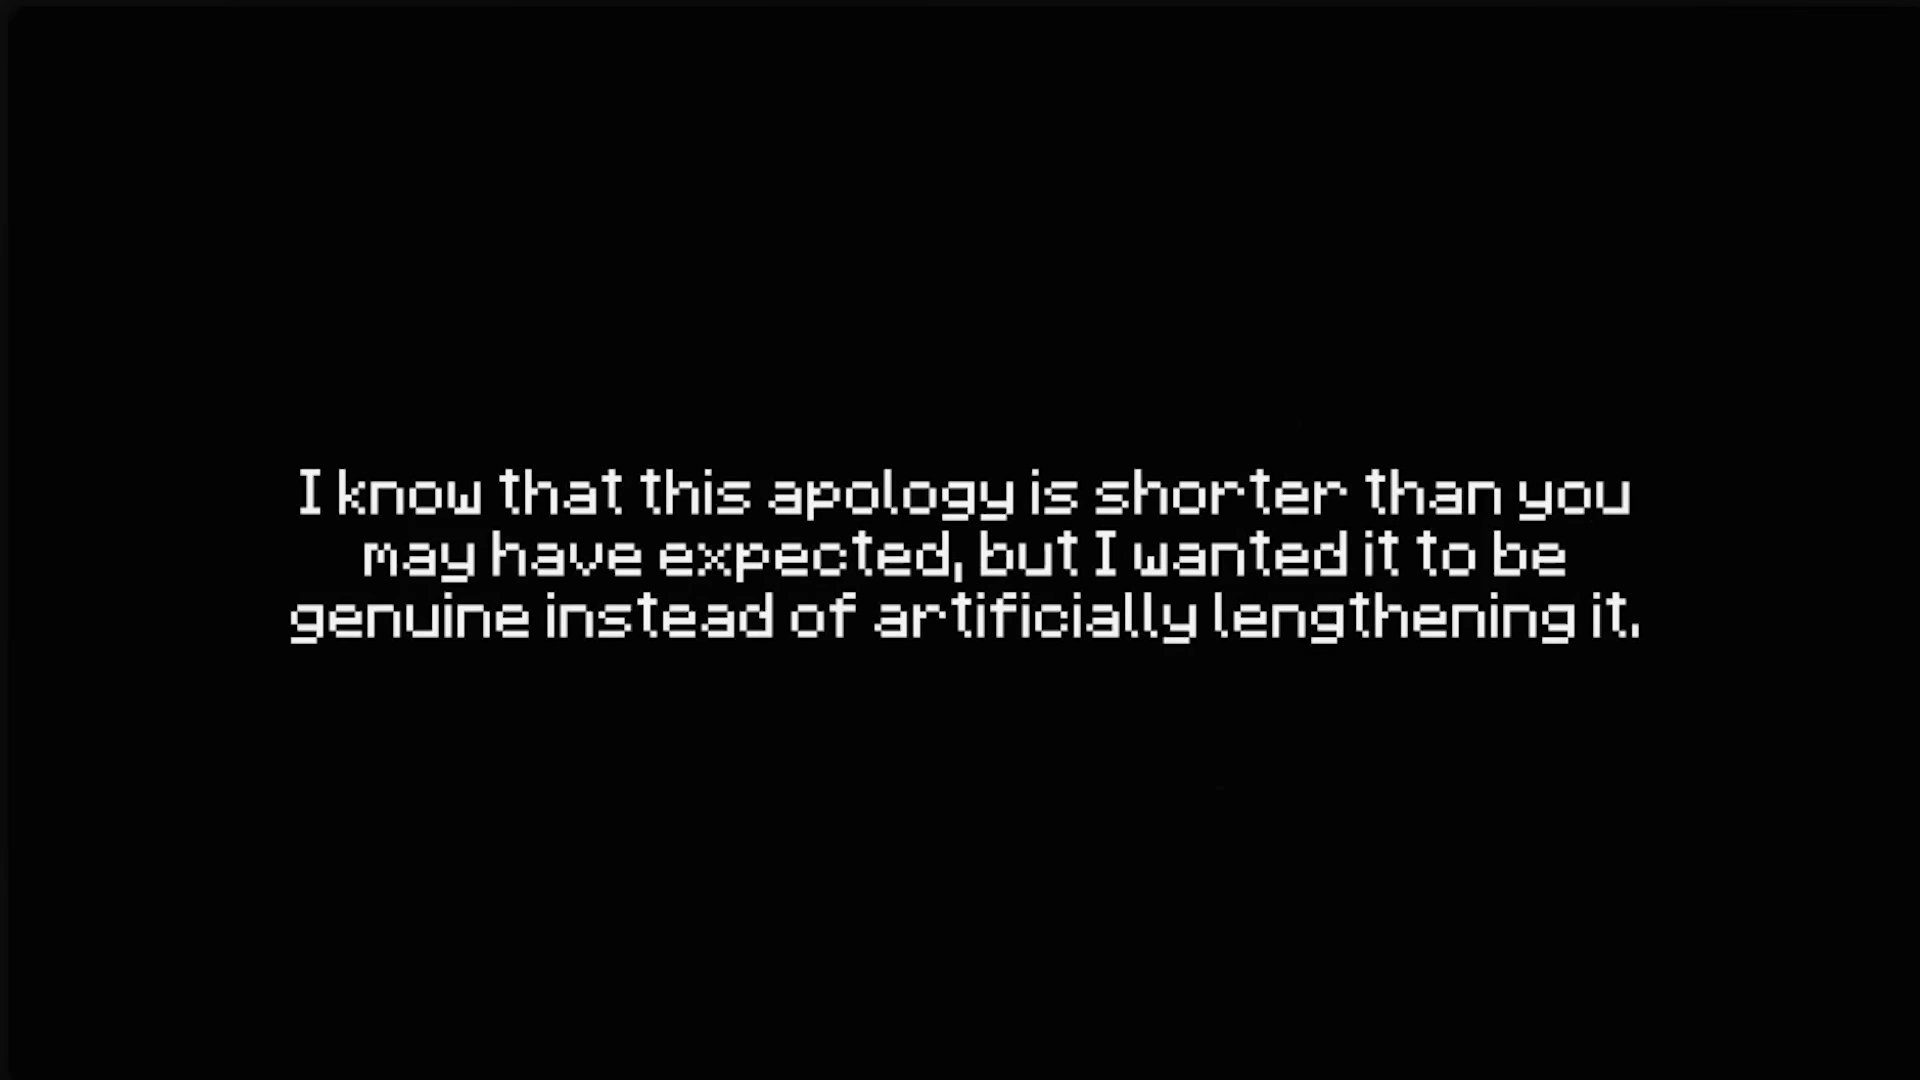 I know that this apology is shorter than you
may have expected, but I wanted it to be
genuine instead of artificially lengthening it.